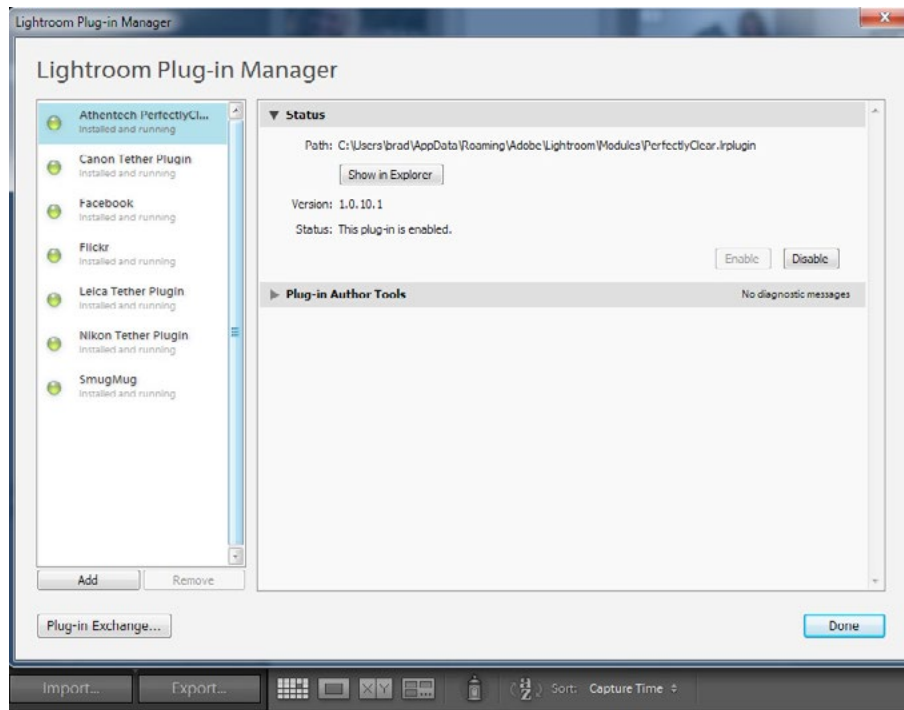 Lightroom Plug-in Manager
Lightroom Plug-in Manager
Athentech PerfectlyCl...
Installed and running
Canon Tether Plugin
Installed and running
Facebook
Installed and running
Flickr
Installed and running
Leica Tether Plugin
Installed and running
Nikon Tether Plugin
Installed and running
SmugMug
Installed and running
Add
Remove
Plug-in Exchange...
Status
Path: C:\Users\brad\AppData\Roaming\Adobe\Lightroom\Modules\PerfectlyClear.lrplugin
Show in Explorer
Version: 1.0.10.1
Status: This plug-in is enabled.
Enable Disable
Plug-in Author Tools No diagnostic messages
Done
Import... Export... XY AZ Sort: Capture Time